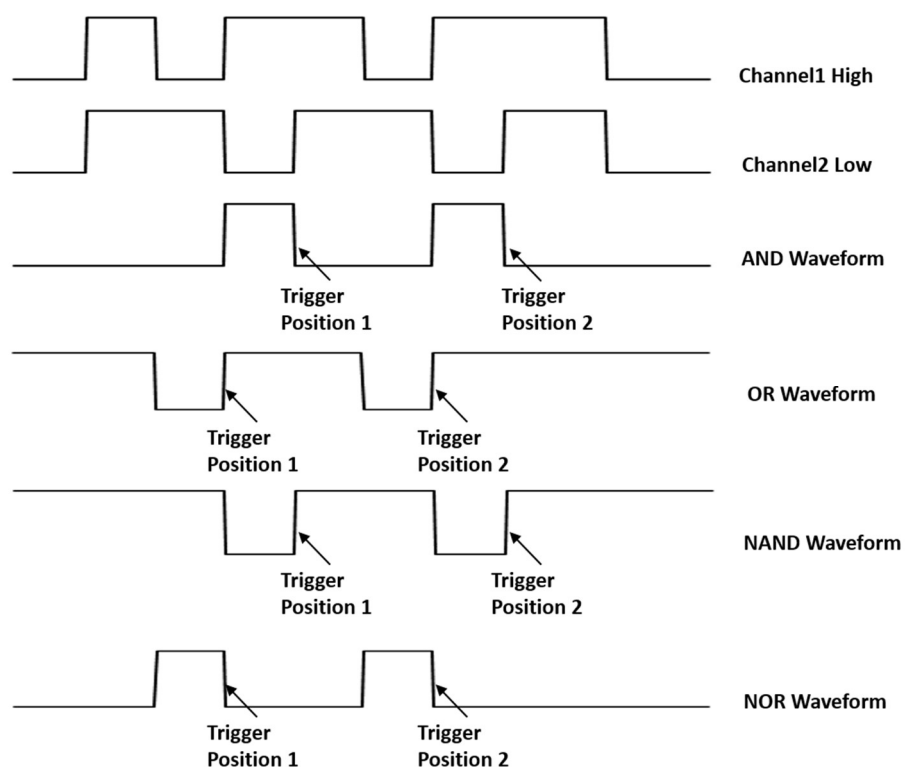 Channel1 High
Channel2 Low
AND Waveform
Trigger
Position 1
Trigger
Position 2
OR Waveform
Trigger
Position 1
Trigger
Position 2
NAND Waveform
Trigger
Position 1
Trigger
Position 2
NOR Waveform
Trigger
Position 1
Trigger
Position 2